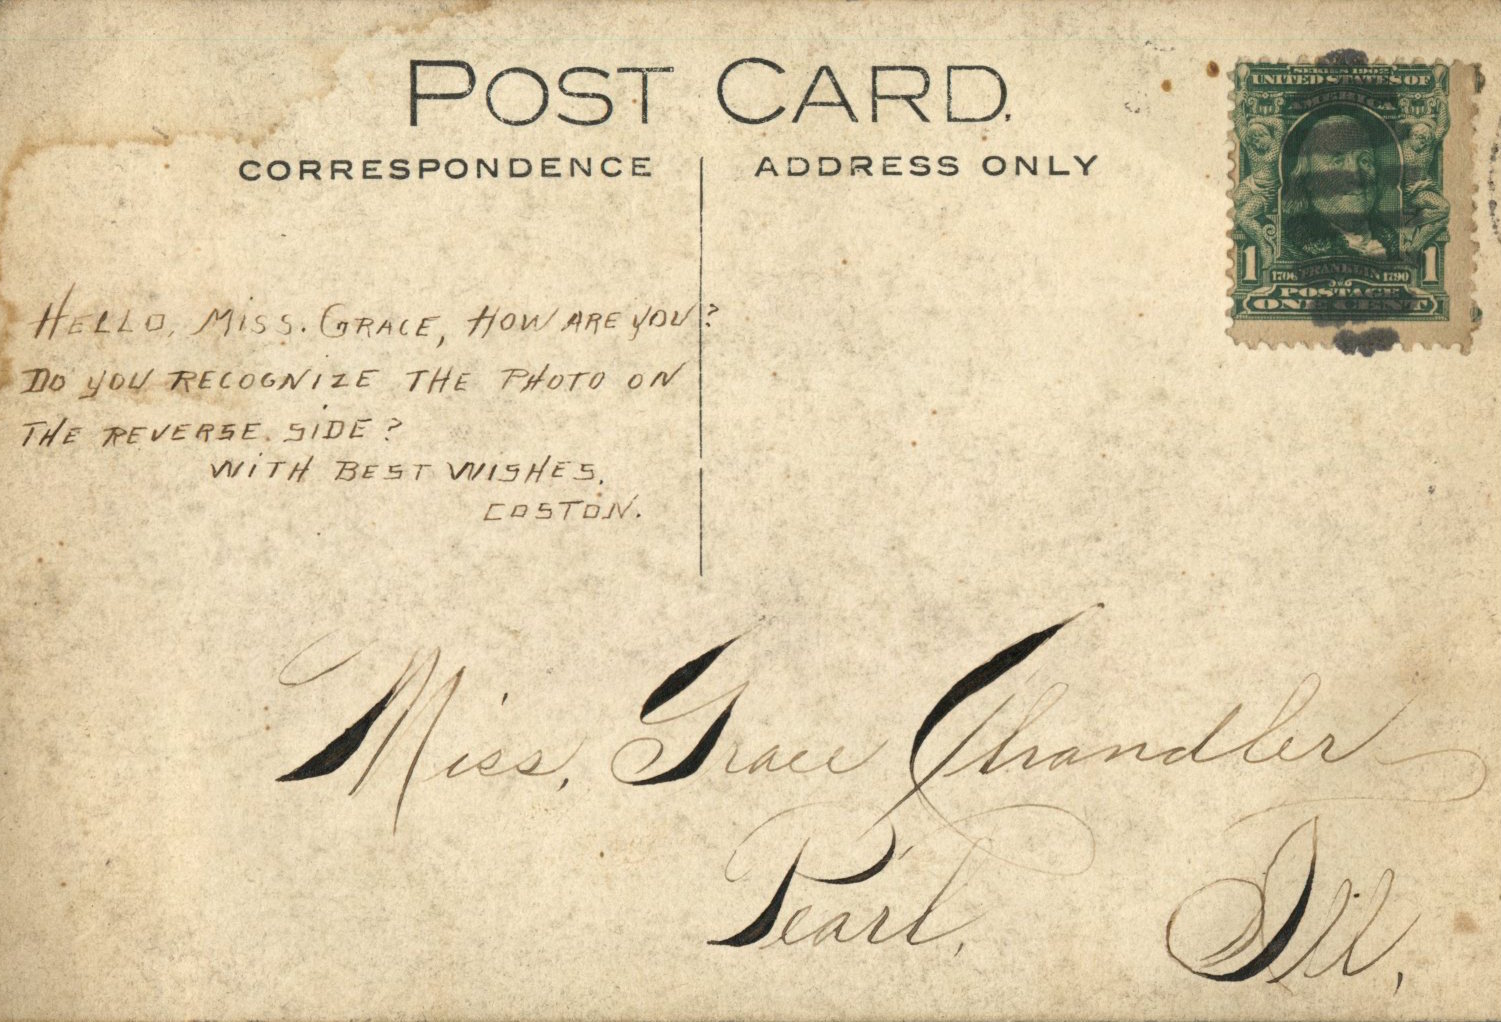 POST CARD.
CORRESPONDENCE
ADDRESS ONLY
SERIES 1902
UNITED STATES OF
AMERICA
1
1706 FRANKLIN 1790
1
POSTAGE
ONE CENT
HELLO, MISS. GRACE, HOW ARE YOU?
DO YOU RECOGNIZE THE PHOTO ON
THE REVERSE SIDE?
WITH BEST WISHES.
COSTON.
Miss, Grace Chandler
Pearl, Ill,